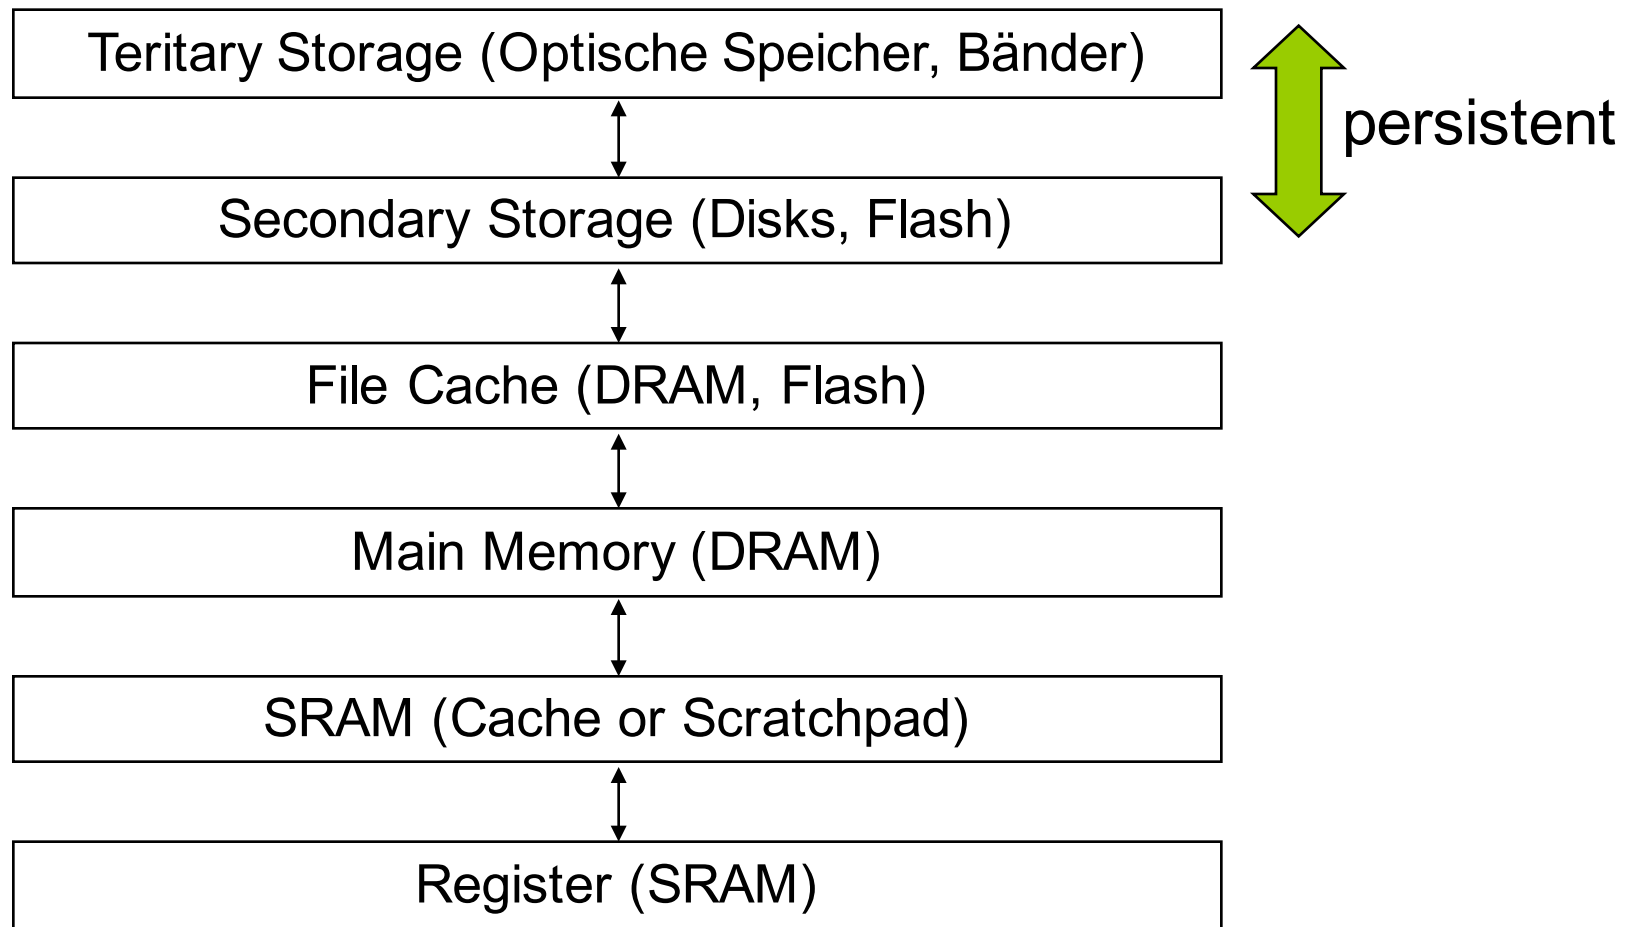 Teritary Storage (Optische Speicher, Bänder)
persistent
Secondary Storage (Disks, Flash)
File Cache (DRAM, Flash)
Main Memory (DRAM)
SRAM (Cache or Scratchpad)
Register (SRAM)